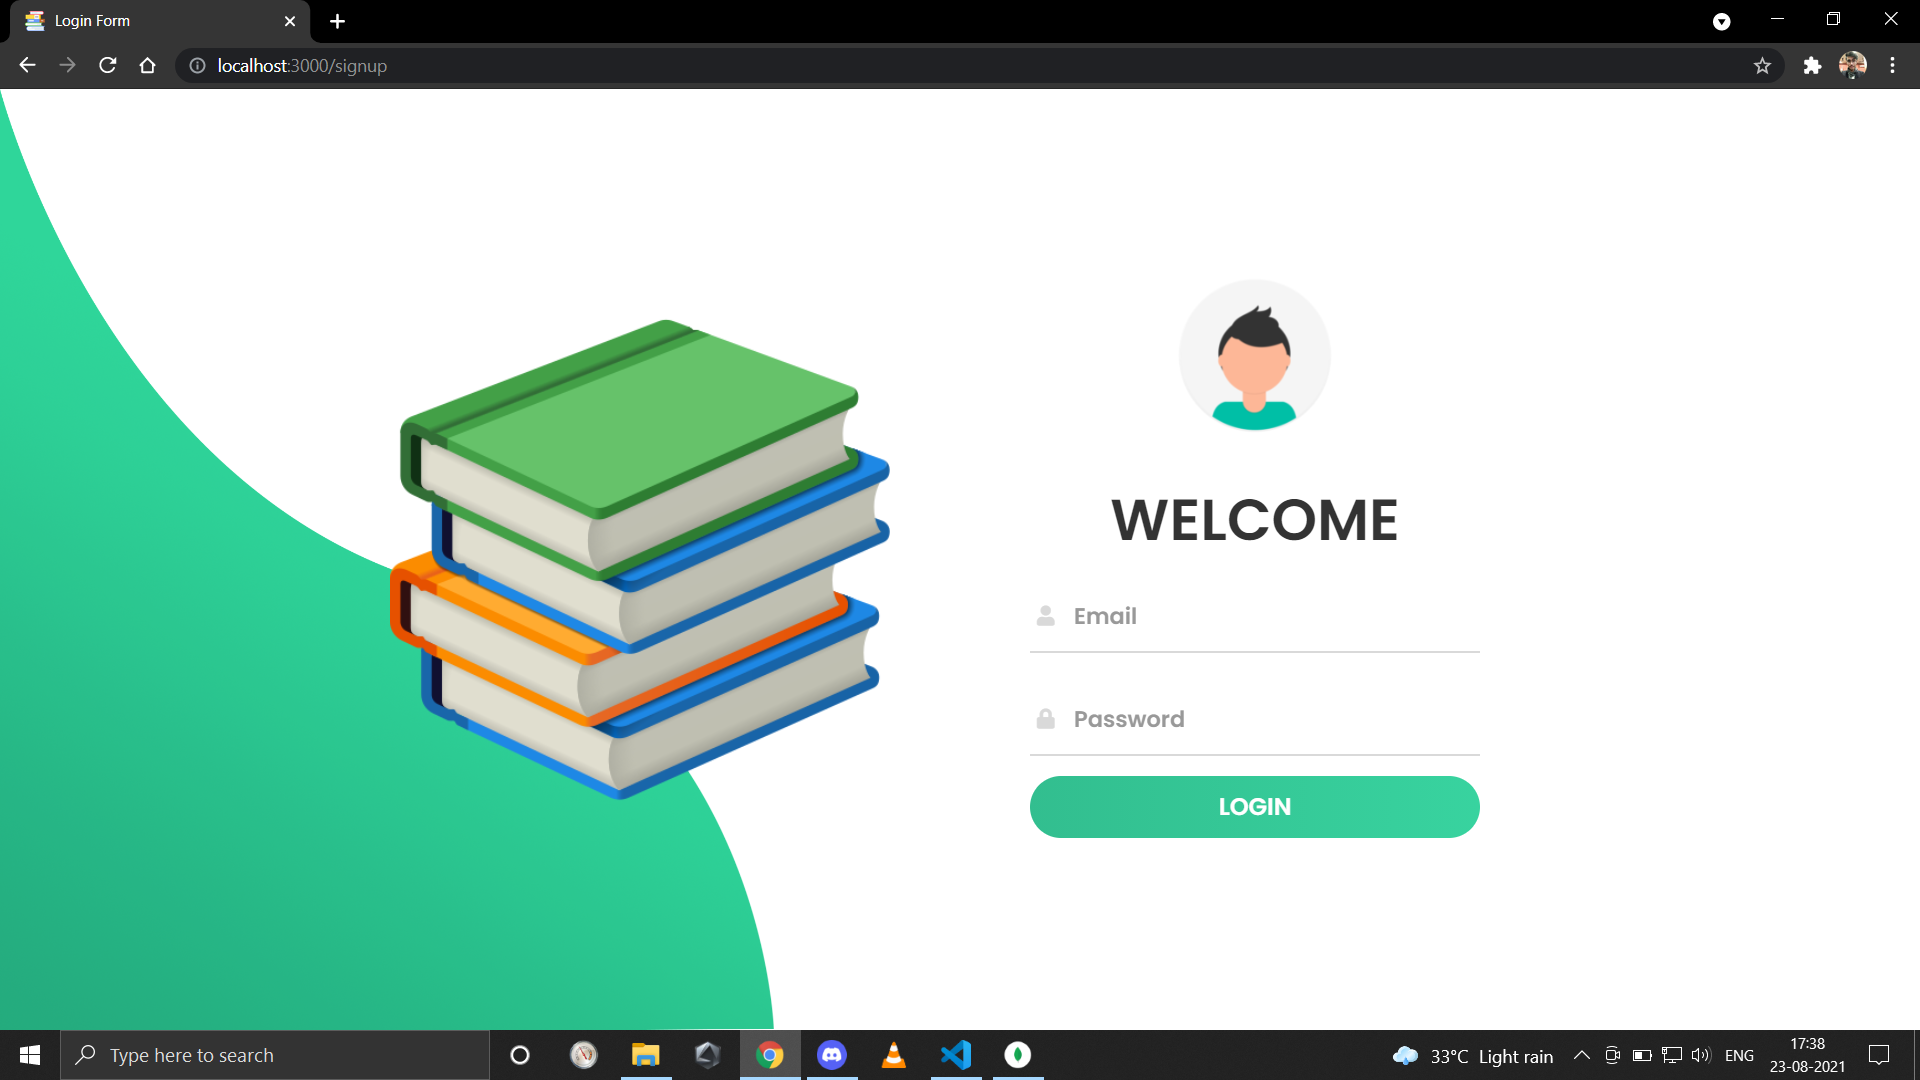 Login Form
localhost:3000/signup
WELCOME
Email
Password
LOGIN
Type here to search
33°C Light rain
ENG
17:38
23-08-2021